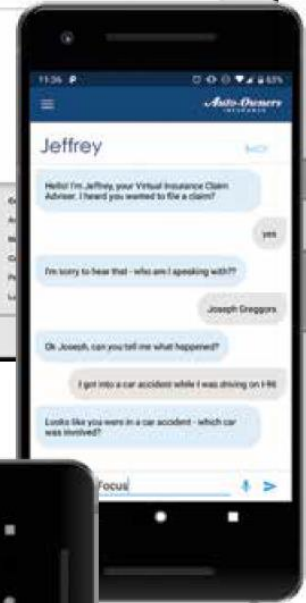 11:36 P
63%
Auto-Owners
INSURANCE
Jeffrey
Hello! I'm Jeffrey, your Virtual Insurance Claim
Adviser. I heard you wanted to file a claim?
yes
I'm sorry to hear that - who am I speaking with??
Joseph Greggors
Ok Joseph, can you tell me what happened?
I got into a car accident while I was driving on I-96
Looks like you were in a car accident - which car
was involved?
Focus